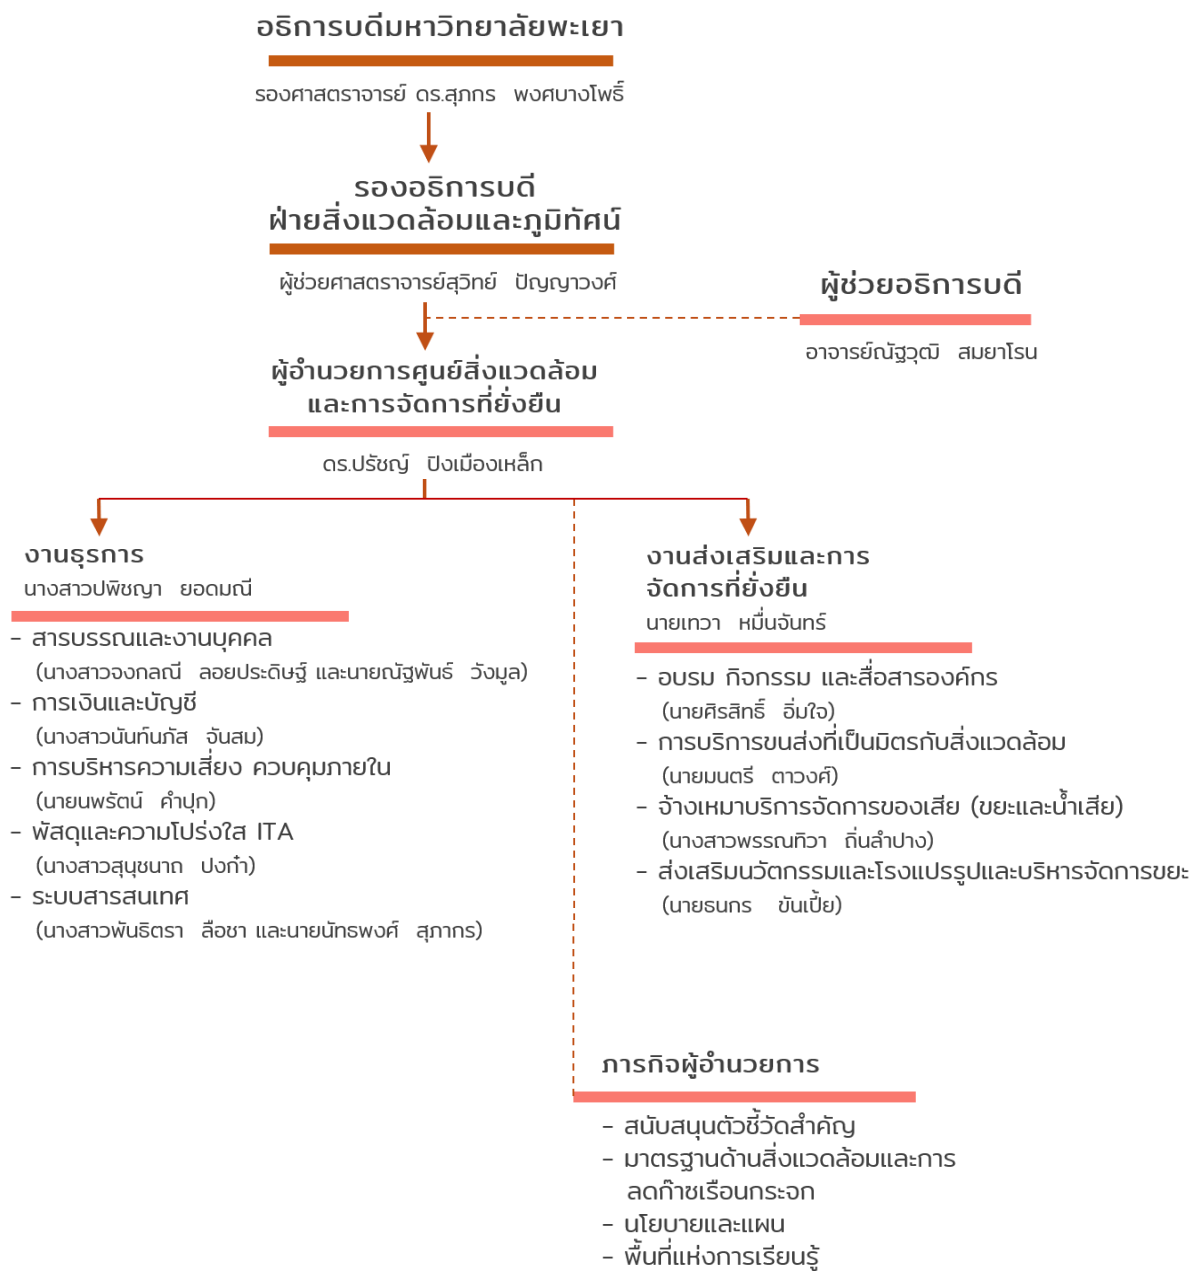 อธิการบดีมหาวิทยาลัยพะเยา
รองศาสตราจารย์ ดร.สุภกร พงศบางโพธิ์
รองอธิการบดี
ฝ่ายสิ่งแวดล้อมและภูมิทัศน์
ผู้ช่วยศาสตราจารย์สุวิทย์ ปัญญาวงศ์
ผู้ช่วยอธิการบดี
อาจารย์ณัฐวุฒิ สมยาโรน
ผู้อำนวยการศูนย์สิ่งแวดล้อม
และการจัดการที่ยั่งยืน
ดร.ปรัชญ์ ปิงเมืองเหล็ก
งานธุรการ
นางสาวปพิชญา ยอดมณี
- สารบรรณและงานบุคคล
(นางสาวจงกลณี ลอยประดิษฐ์ และนายณัฐพันธ์ วังมูล)
- การเงินและบัญชี
(นางสาวนันท์นภัส จันสม)
- การบริหารความเสี่ยง ควบคุมภายใน
(นายนพรัตน์ คำปุก)
- พัสดุและความโปร่งใส ITA
(นางสาวสุนุชนาถ ปงก๋า)
- ระบบสารสนเทศ
(นางสาวพันธิตรา ลือชา และนายนัทธพงศ์ สุภากร)
งานส่งเสริมและการ
จัดการที่ยั่งยืน
นายเทวา หมื่นจันทร์
- อบรม กิจกรรม และสื่อสารองค์กร
(นายศิรสิทธิ์ อิ่มใจ)
- การบริการขนส่งที่เป็นมิตรกับสิ่งแวดล้อม
(นายมนตรี ตาวงศ์)
- จ้างเหมาบริการจัดการของเสีย (ขยะและน้ำเสีย)
(นางสาวพรรณทิวา ถิ่นลำปาง)
- ส่งเสริมนวัตกรรมและโรงแปรรูปและบริหารจัดการขยะ
(นายธนกร ขันเปี้ย)
ภารกิจผู้อำนวยการ
- สนับสนุนตัวชี้วัดสำคัญ
- มาตรฐานด้านสิ่งแวดล้อมและการ
ลดก๊าซเรือนกระจก
- นโยบายและแผน
- พื้นที่แห่งการเรียนรู้